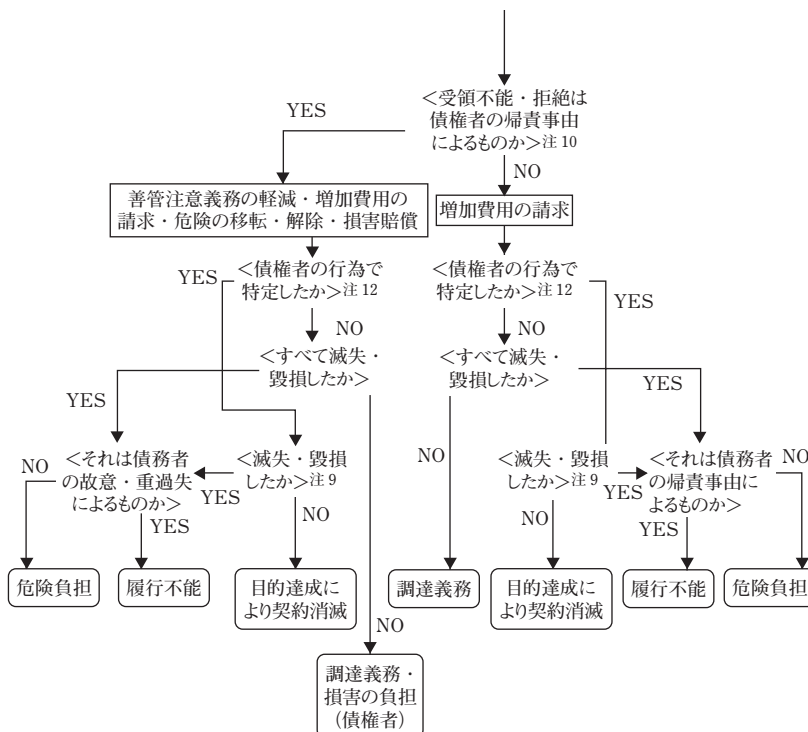 <受領不能・拒絶は
債権者の帰責事由
によるものか>注 10
YES
NO
善管注意義務の軽減・増加費用の
請求・危険の移転・解除・損害賠償
増加費用の請求
YES
<債権者の行為で
特定したか>注 12
<債権者の行為で
特定したか>注 12
YES
NO
NO
<すべて滅失・
毀損したか>
<すべて滅失・
毀損したか>
YES
YES
NO
<それは債務者
の故意・重過失
によるものか>
YES
<滅失・毀損
したか>注 9
NO
<滅失・毀損
したか>注 9
YES
<それは債務者
の帰責事由に
よるものか>
NO
YES
NO
NO
YES
危険負担
履行不能
目的達成に
より契約消滅
調達義務
目的達成に
より契約消滅
履行不能
危険負担
NO
調達義務・
損害の負担
(債権者)